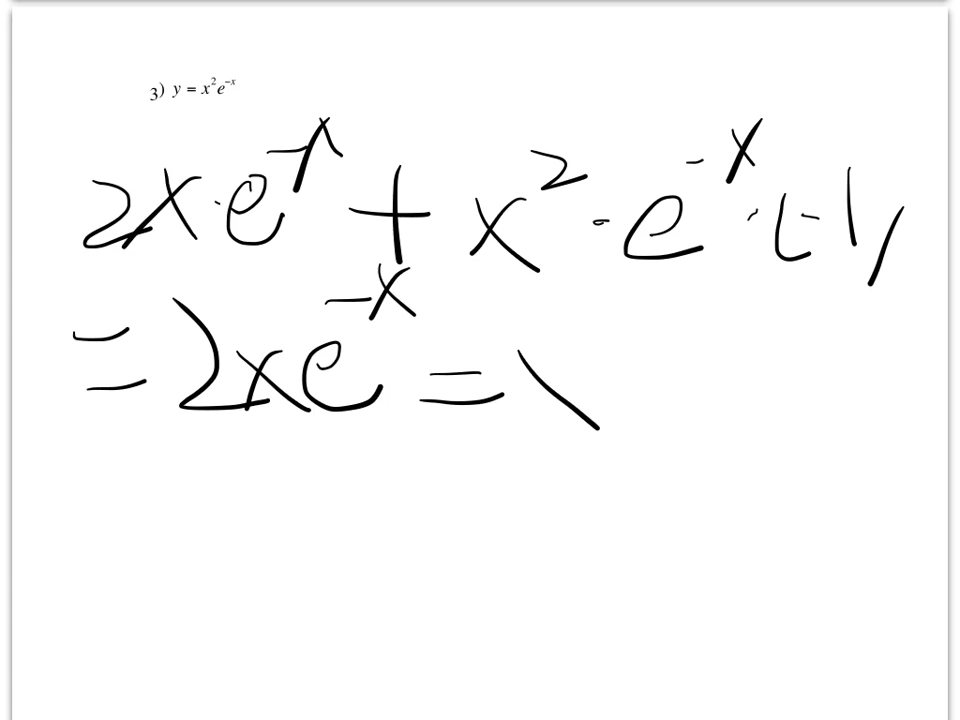 3) y = x²e⁻ˣ
2x·e⁻ˣ + x²·e⁻ˣ·(-1)
= 2xe⁻ˣ =